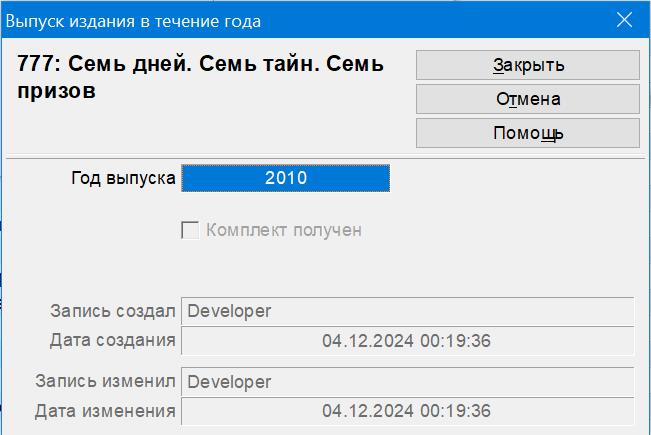 Выпуск издания в течение года
777: Семь дней. Семь тайн. Семь
призов
Закрыть
Отмена
Помощь
Год выпуска 2010
Комплект получен
Запись создал Developer
Дата создания 04.12.2024 00:19:36
Запись изменил Developer
Дата изменения 04.12.2024 00:19:36